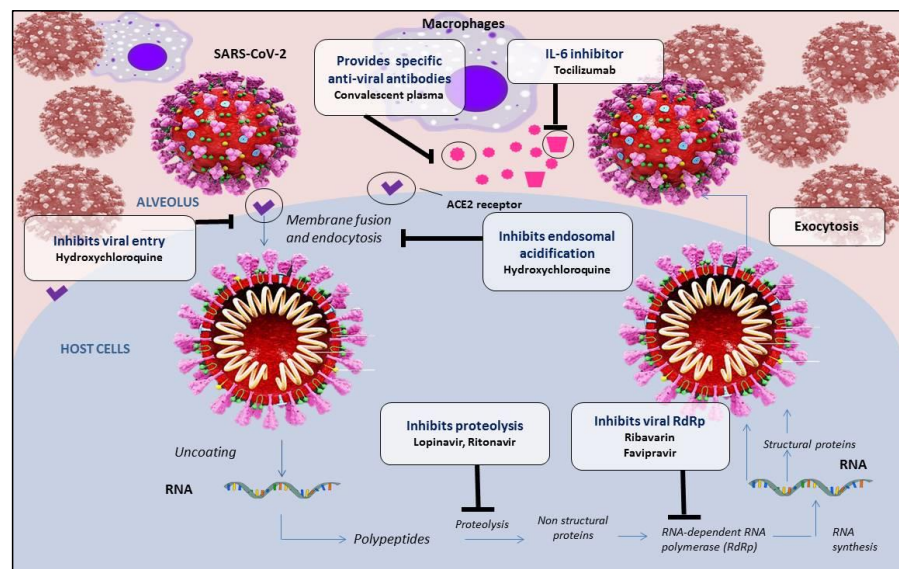 Macrophages
SARS-CoV-2
Provides specific
anti-viral antibodies
Convalescent plasma
IL-6 inhibitor
Tocilizumab
ALVEOLUS
ACE2 receptor
Membrane fusion
and endocytosis
Inhibits viral entry
Hydroxychloroquine
Inhibits endosomal
acidification
Hydroxychloroquine
Exocytosis
HOST CELLS
Inhibits proteolysis
Lopinavir, Ritonavir
Inhibits viral RdRp
Ribavarin
Favipravir
Uncoating
RNA
Structural proteins
RNA
Polypeptides
Proteolysis
Non structural
proteins
RNA-dependent RNA
polymerase (RdRp)
RNA
synthesis